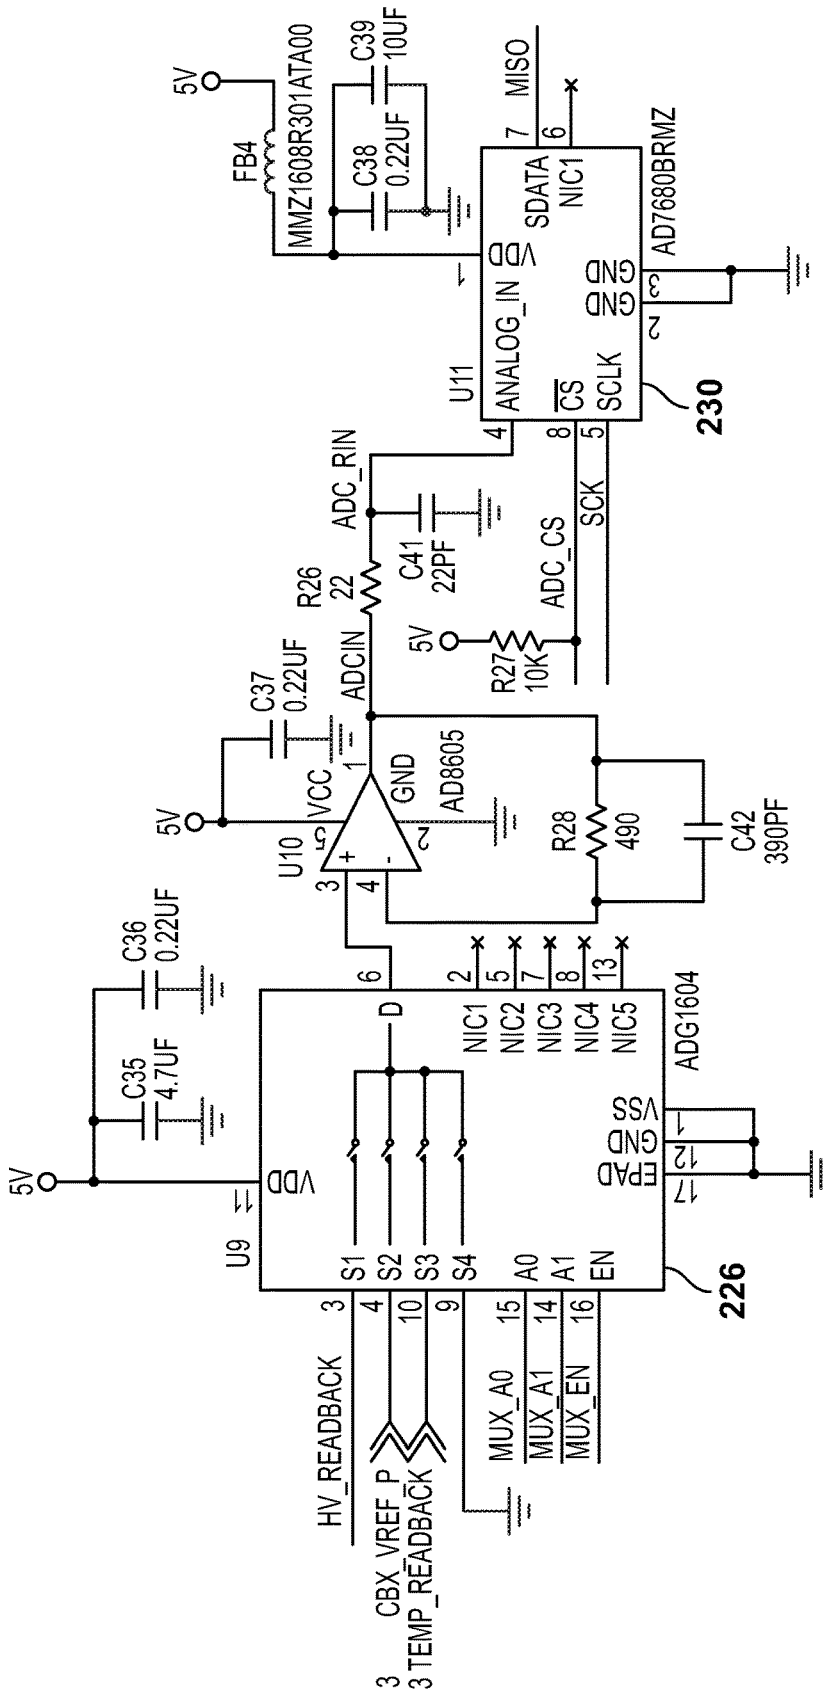 5V
C35
4.7UF
C36
0.22UF
U9
11
VDD
HV_READBACK
3
S1
3
CBX_VREF_P
4
S2
3
TEMP_READBACK
10
S3
9
S4
MUX_A0
15
A0
MUX_A1
14
A1
MUX_EN
16
EN
D
6
NIC1
2
NIC2
5
NIC3
7
NIC4
8
NIC5
13
EPAD
GND
VSS
17
12
1
ADG1604
226
5V
C37
0.22UF
U10
5
VCC
3
+
4
-
1
GND
2
AD8605
R28
490
C42
390PF
ADCIN
R26
22
ADC_RIN
C41
22PF
5V
R27
10K
ADC_CS
SCK
5V
FB4
MMZ1608R301ATA00
C38
0.22UF
C39
10UF
U11
1
VDD
4
ANALOG_IN
8
CS
5
SCLK
SDATA
7
MISO
NIC1
6
GND
GND
2
3
AD7680BRMZ
230